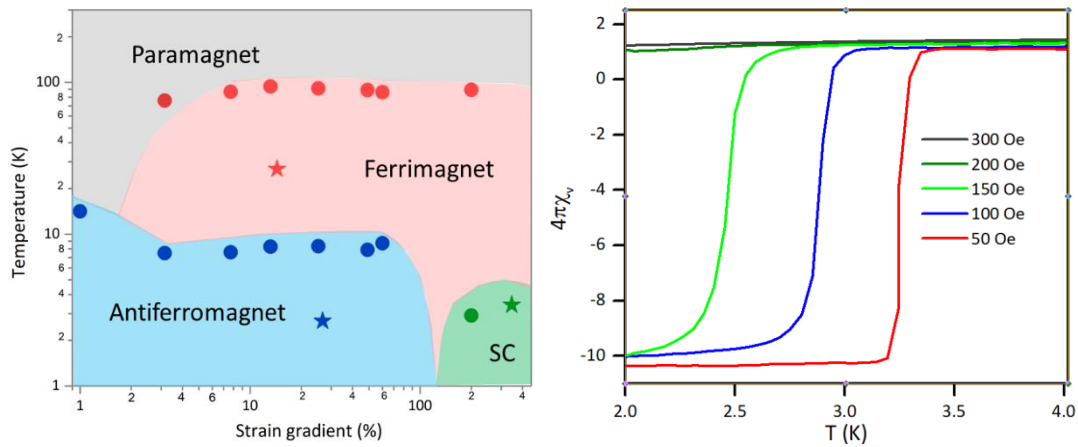 Paramagnet
Ferrimagnet
Antiferromagnet
SC
Temperature (K)
2
100
8
6
4
2
10
8
6
4
2
1
1
2
4
6
10
2
4
6
100
2
4
Strain gradient (%)
4πχᵥ
2
0
-2
-4
-6
-8
-10
300 Oe
200 Oe
150 Oe
100 Oe
50 Oe
2.0
2.5
3.0
3.5
4.0
T (K)